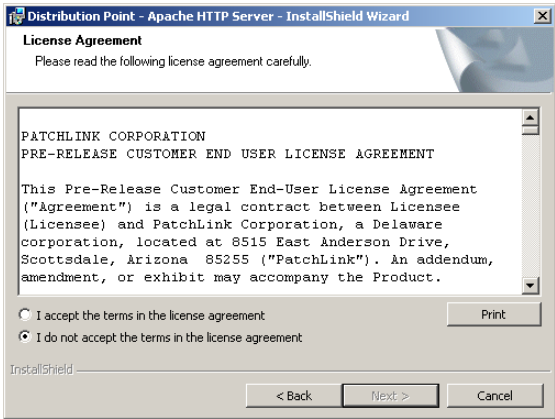 Distribution Point - Apache HTTP Server - InstallShield Wizard
License Agreement
Please read the following license agreement carefully.
PATCHLINK CORPORATION
PRE-RELEASE CUSTOMER END USER LICENSE AGREEMENT
This Pre-Release Customer End-User License Agreement
("Agreement") is a legal contract between Licensee
(Licensee) and PatchLink Corporation, a Delaware
corporation, located at 8515 East Anderson Drive,
Scottsdale, Arizona  85255 ("PatchLink"). An addendum,
amendment, or exhibit may accompany the Product.
I accept the terms in the license agreement
Print
I do not accept the terms in the license agreement
InstallShield
< Back
Next >
Cancel